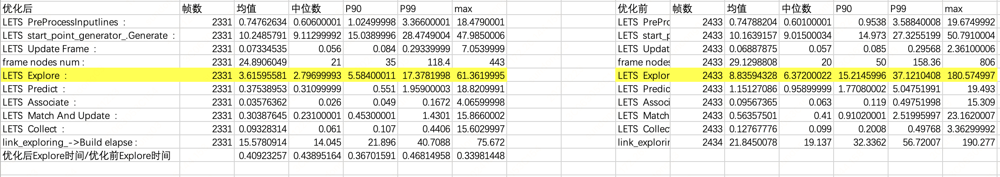 优化后 帧数 均值 中位数 P90 P99 max 优化前 帧数 均值 中位数 P90 P99 max
LETS PreProcessInputlines : 2331 0.74762634 0.60600001 1.02499998 3.36600001 18.4790001 LETS PrePro 2433 0.74788204 0.60100001 0.9538 3.58840008 19.6749992
LETS start_point_generator_.Generate : 2331 10.2485791 9.11299992 15.0389996 28.4749004 47.9850006 LETS start_p 2433 10.1639157 9.01500034 14.973 27.3255199 50.7910004
LETS Update Frame : 2331 0.07334535 0.056 0.084 0.29339999 7.0539999 LETS Updat 2433 0.06887875 0.057 0.085 0.29568 2.36100006
frame nodes num : 2331 24.8906049 21 35 118.4 443 frame nodes 2433 29.1298808 20 50 158.36 806
LETS Explore : 2331 3.61595581 2.79699993 5.58400011 17.3781998 61.3619995 LETS Explor 2433 8.83594328 6.37200022 15.2145996 37.1210408 180.574997
LETS Predict : 2331 0.37538953 0.31099999 0.551 1.95900003 18.8209991 LETS Predic 2433 1.15127086 0.95899999 1.77080002 5.04751991 19.493
LETS Associate : 2331 0.03576362 0.026 0.049 0.1672 4.06599998 LETS Associ 2433 0.09567365 0.063 0.119 0.49751998 15.309
LETS Match And Update : 2331 0.30387645 0.23100001 0.45300001 1.4301 15.8660002 LETS Match 2433 0.56357501 0.41 0.91020001 2.51995997 23.1620007
LETS Collect : 2331 0.09328314 0.061 0.107 0.4406 15.6029997 LETS Collec 2433 0.12767776 0.099 0.2008 0.49768 3.36299992
link_exploring_->Build elapse : 2331 15.5780914 14.045 21.896 40.7088 75.672 link_explorir 2434 21.8450078 19.137 32.3362 56.72007 190.277
优化后Explore时间/优化前Explore时间 0.40923257 0.43895164 0.36701591 0.46814958 0.33981448